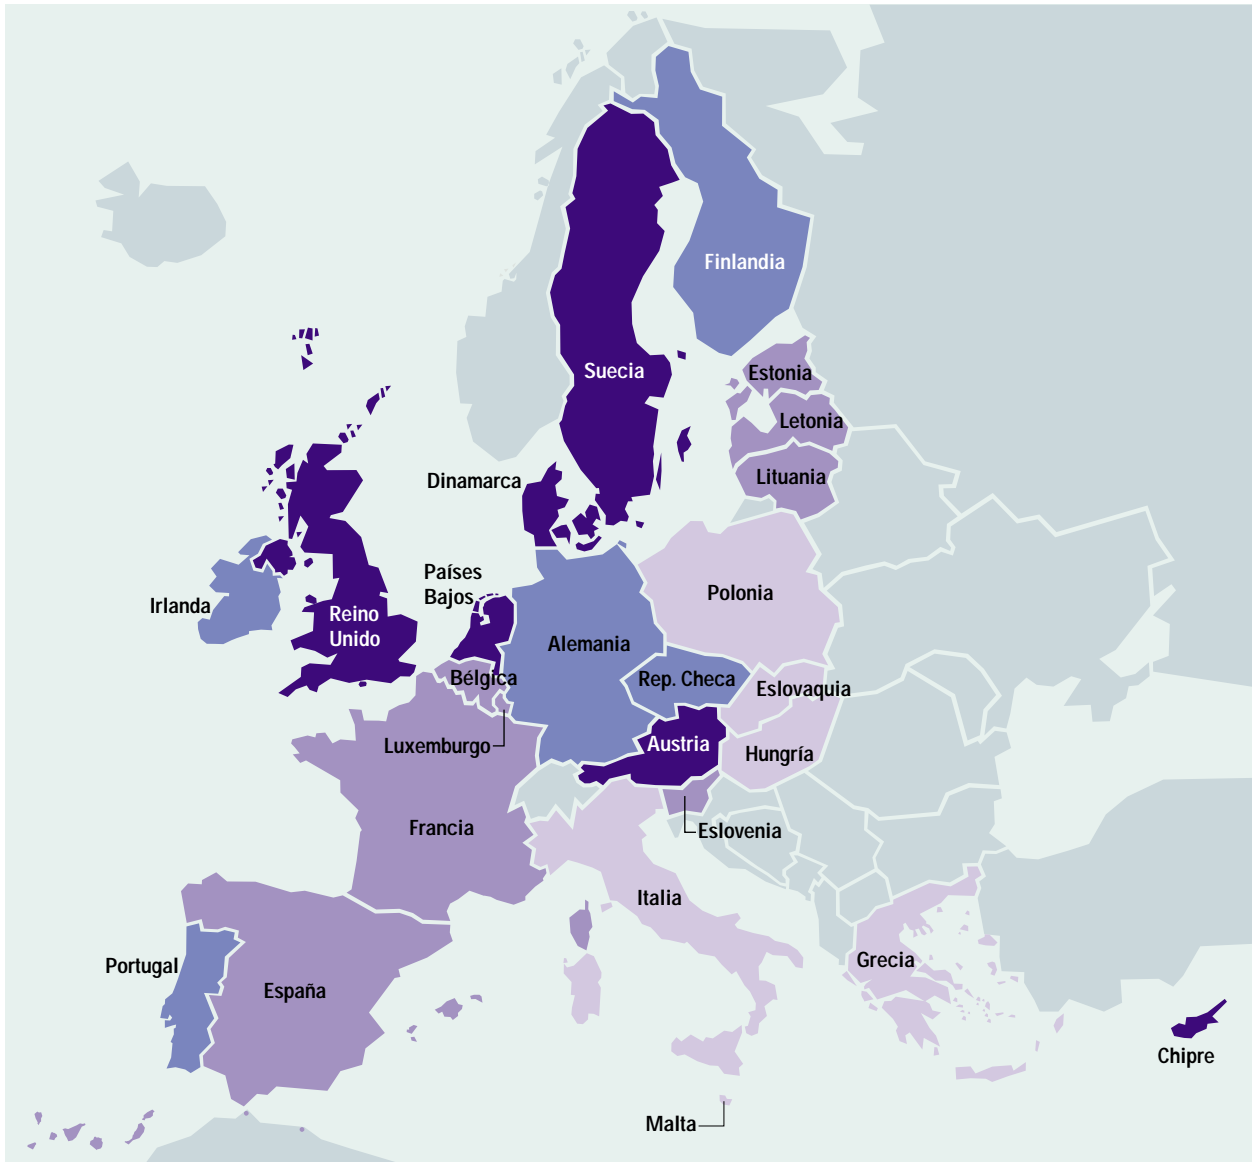 Finlandia
Suecia
Estonia
Letonia
Lituania
Dinamarca
Países
Bajos
Irlanda
Reino
Unido
Polonia
Alemania
Bélgica
Rep. Checa
Eslovaquia
Luxemburgo
Austria
Hungría
Francia
Eslovenia
Italia
Portugal
España
Grecia
Chipre
Malta